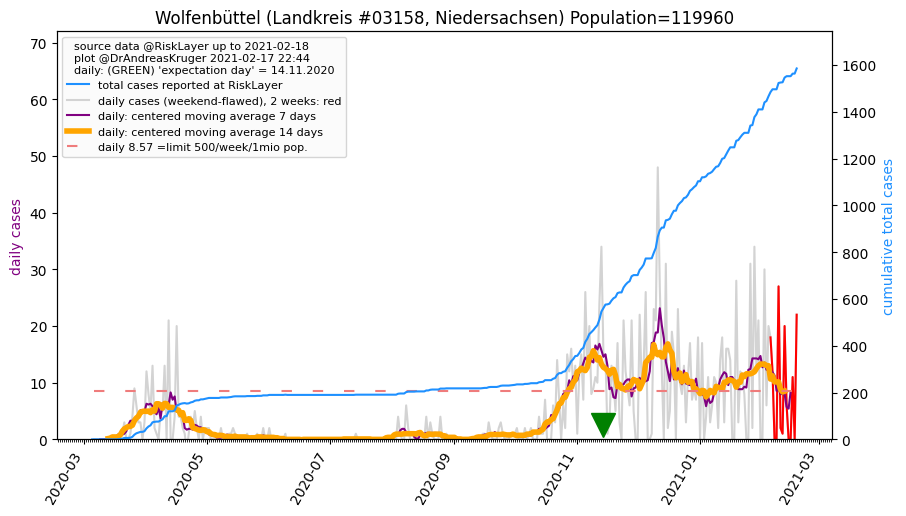 Wolfenbüttel (Landkreis #03158, Niedersachsen) Population=119960
source data @RiskLayer up to 2021-02-18
plot @DrAndreasKruger 2021-02-17 22:44
daily: (GREEN) 'expectation day' = 14.11.2020
total cases reported at RiskLayer
daily cases (weekend-flawed), 2 weeks: red
daily: centered moving average 7 days
daily: centered moving average 14 days
daily 8.57 =limit 500/week/1mio pop.
daily cases
70
60
50
40
30
20
10
0
cumulative total cases
1600
1400
1200
1000
800
600
400
200
0
2020-03
2020-05
2020-07
2020-09
2020-11
2021-01
2021-03